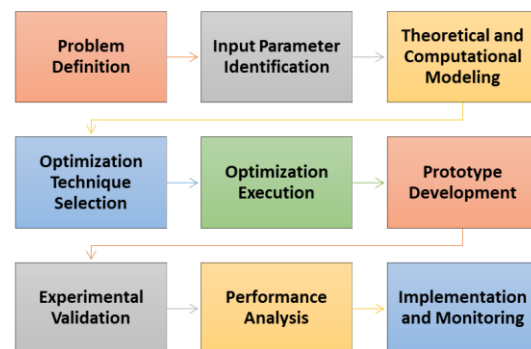 Problem
Definition
Input Parameter
Identification
Theoretical and
Computational
Modeling
Optimization
Technique
Selection
Optimization
Execution
Prototype
Development
Experimental
Validation
Performance
Analysis
Implementation
and Monitoring